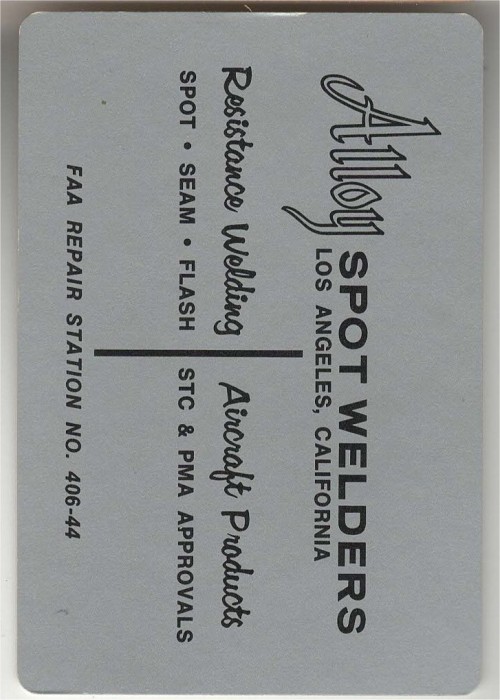 Alloy SPOT WELDERS
LOS ANGELES, CALIFORNIA
Resistance Welding
SPOT • SEAM • FLASH
Aircraft Products
STC & PMA APPROVALS
FAA REPAIR STATION NO. 406-44